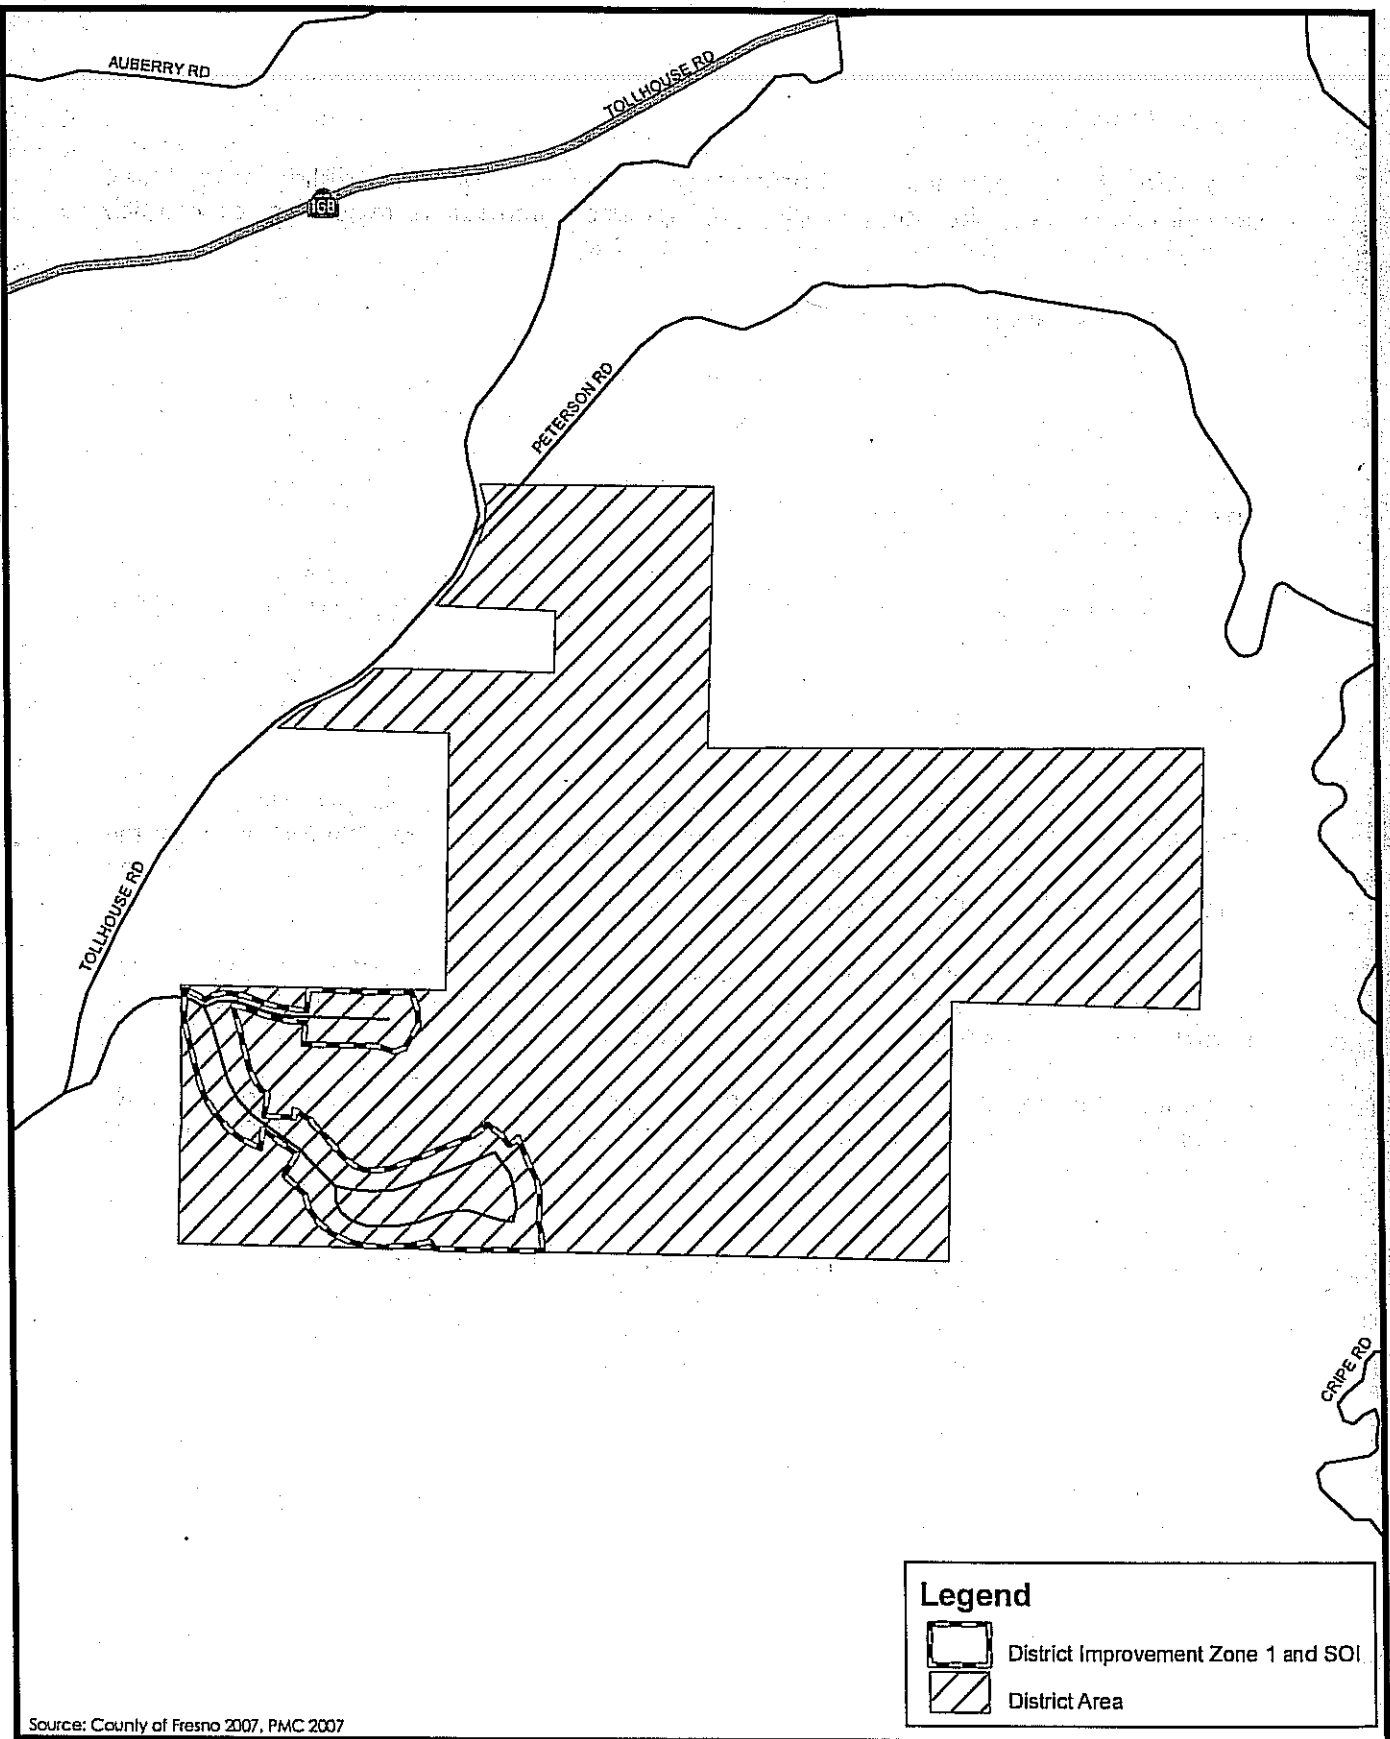 AUBERRY RD
TOLLHOUSE RD
168
PETERSON RD
TOLLHOUSE RD
CRIPE RD
Legend
District Improvement Zone 1 and SOI
District Area
Source: County of Fresno 2007, PMC 2007